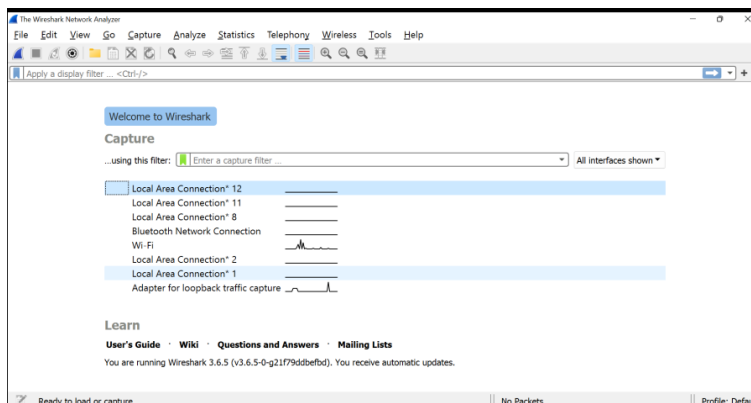 The Wireshark Network Analyzer
File Edit View Go Capture Analyze Statistics Telephony Wireless Tools Help
Apply a display filter ... <Ctrl-/>
Welcome to Wireshark
Capture
...using this filter: Enter a capture filter ... All interfaces shown
Local Area Connection* 12
Local Area Connection* 11
Local Area Connection* 8
Bluetooth Network Connection
Wi-Fi
Local Area Connection* 2
Local Area Connection* 1
Adapter for loopback traffic capture
Learn
User's Guide · Wiki · Questions and Answers · Mailing Lists
You are running Wireshark 3.6.5 (v3.6.5-0-g21f79ddbefbd). You receive automatic updates.
Ready to load or capture No Packets Profile: Defau